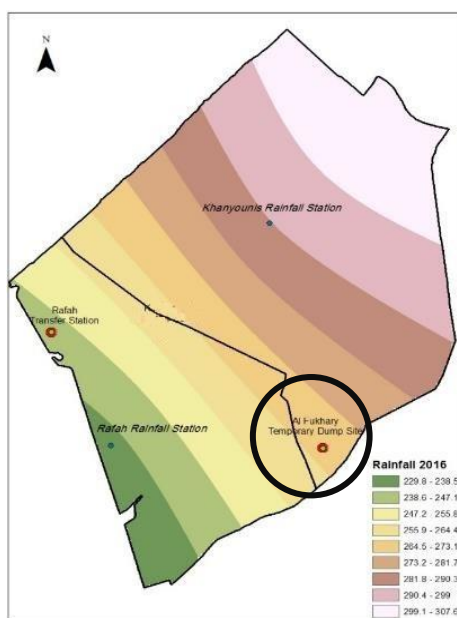 N
Khanyounis Rainfall Station
Rafah
Transfer Station
Al Fukhary
Temporary Dump Site
Rafah Rainfall Station
Rainfall 2016
229.8 - 238.5
238.6 - 247.1
247.2 - 255.8
255.9 - 264.4
264.5 - 273.1
273.2 - 281.7
281.8 - 290.3
290.4 - 299
299.1 - 307.6